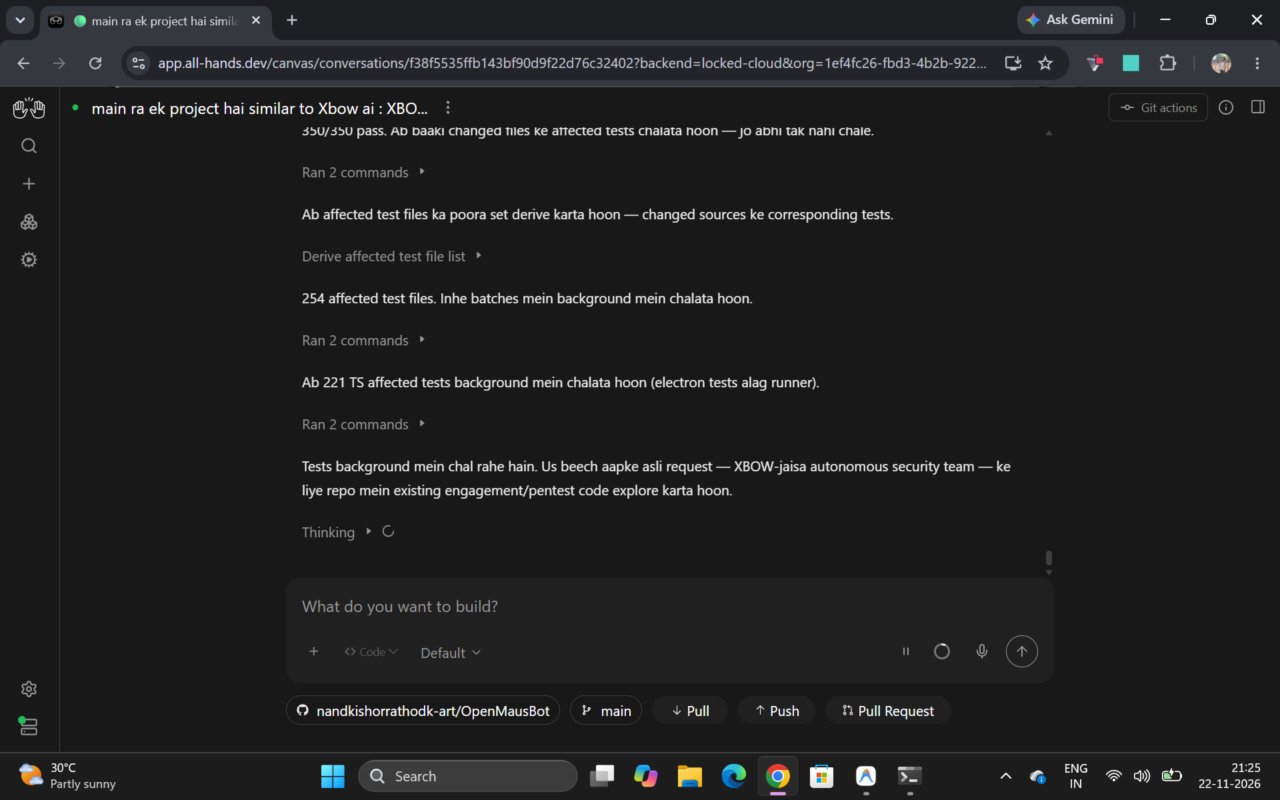 main ra ek project hai simila
Ask Gemini
app.all-hands.dev/canvas/conversations/f38f5535ffb143bf90d9f22d76c32402?backend=locked-cloud&org=1ef4fc26-fbd3-4b2b-922...
main ra ek project hai similar to Xbow ai : XBO...
Git actions
350/350 pass. Ab baaki changed files ke affected tests chalata hoon — jo abhi tak nahi chale.
Ran 2 commands
Ab affected test files ka poora set derive karta hoon — changed sources ke corresponding tests.
Derive affected test file list
254 affected test files. Inhe batches mein background mein chalata hoon.
Ran 2 commands
Ab 221 TS affected tests background mein chalata hoon (electron tests alag runner).
Ran 2 commands
Tests background mein chal rahe hain. Us beech aapke asli request — XBOW-jaisa autonomous security team — ke
liye repo mein existing engagement/pentest code explore karta hoon.
Thinking
What do you want to build?
Code
Default
nandkishorrathodk-art/OpenMausBot
main
Pull
Push
Pull Request
30°C
Partly sunny
Search
ENG
IN
21:25
22-11-2026